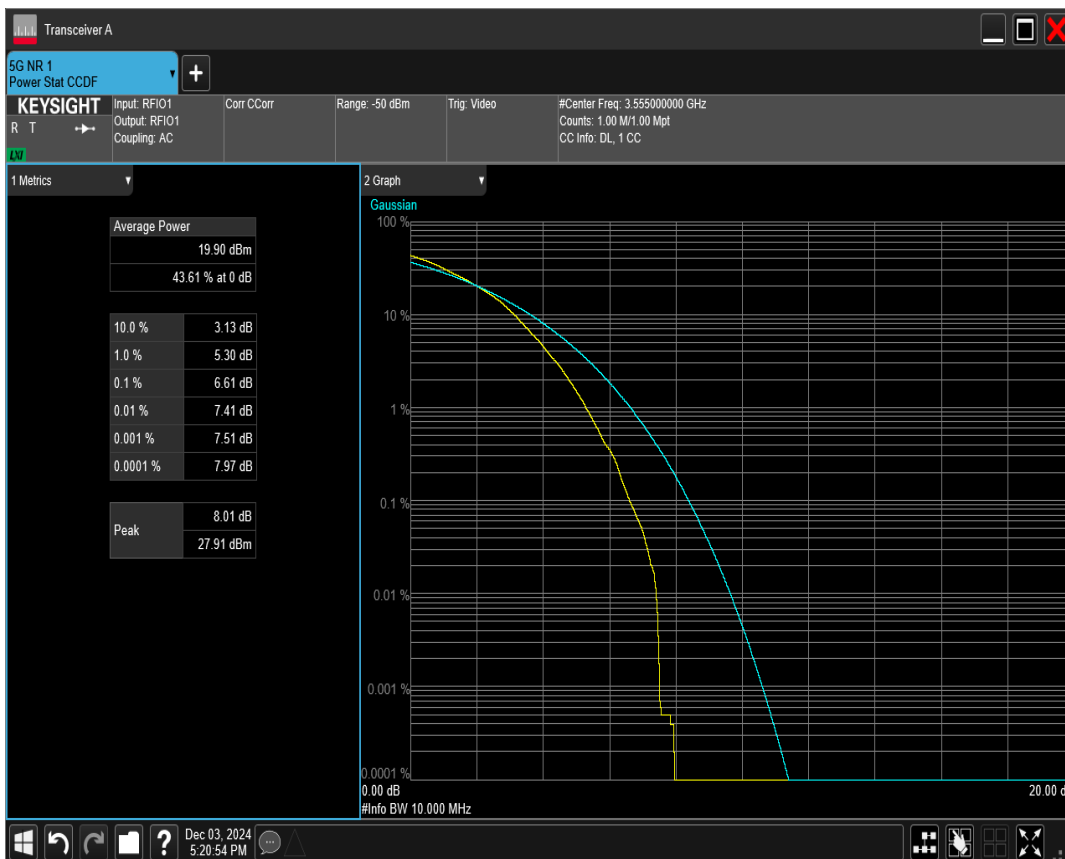 Transceiver A
5G NR 1
Power Stat CCDF
+
KEYSIGHT
R T
LXI
Input: RFIO1
Output: RFIO1
Coupling: AC
Corr CCorr
Range: -50 dBm
Trig: Video
#Center Freq: 3.555000000 GHz
Counts: 1.00 M/1.00 Mpt
CC Info: DL, 1 CC
1 Metrics
Average Power
19.90 dBm
43.61 % at 0 dB
10.0 % 3.13 dB
1.0 % 5.30 dB
0.1 % 6.61 dB
0.01 % 7.41 dB
0.001 % 7.51 dB
0.0001 % 7.97 dB
Peak
8.01 dB
27.91 dBm
2 Graph
Gaussian
100 %
10 %
1 %
0.1 %
0.01 %
0.001 %
0.0001 %
0.00 dB 20.00 d
#Info BW 10.000 MHz
?
Dec 03, 2024
5:20:54 PM